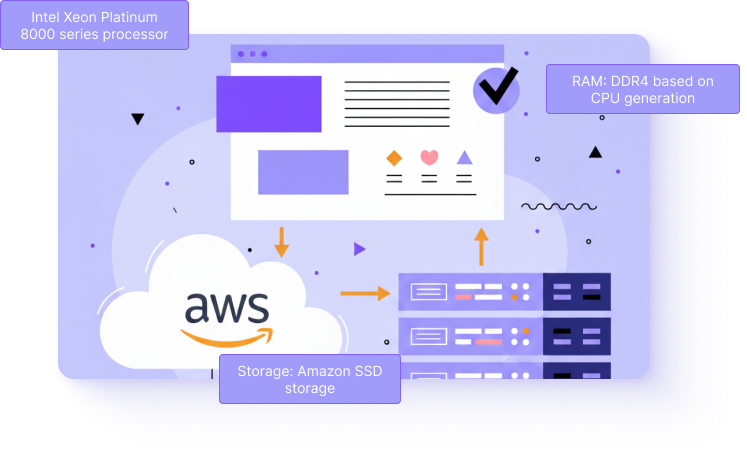 Intel Xeon Platinum
8000 series processor
RAM: DDR4 based on
CPU generation
aws
Storage: Amazon SSD
storage